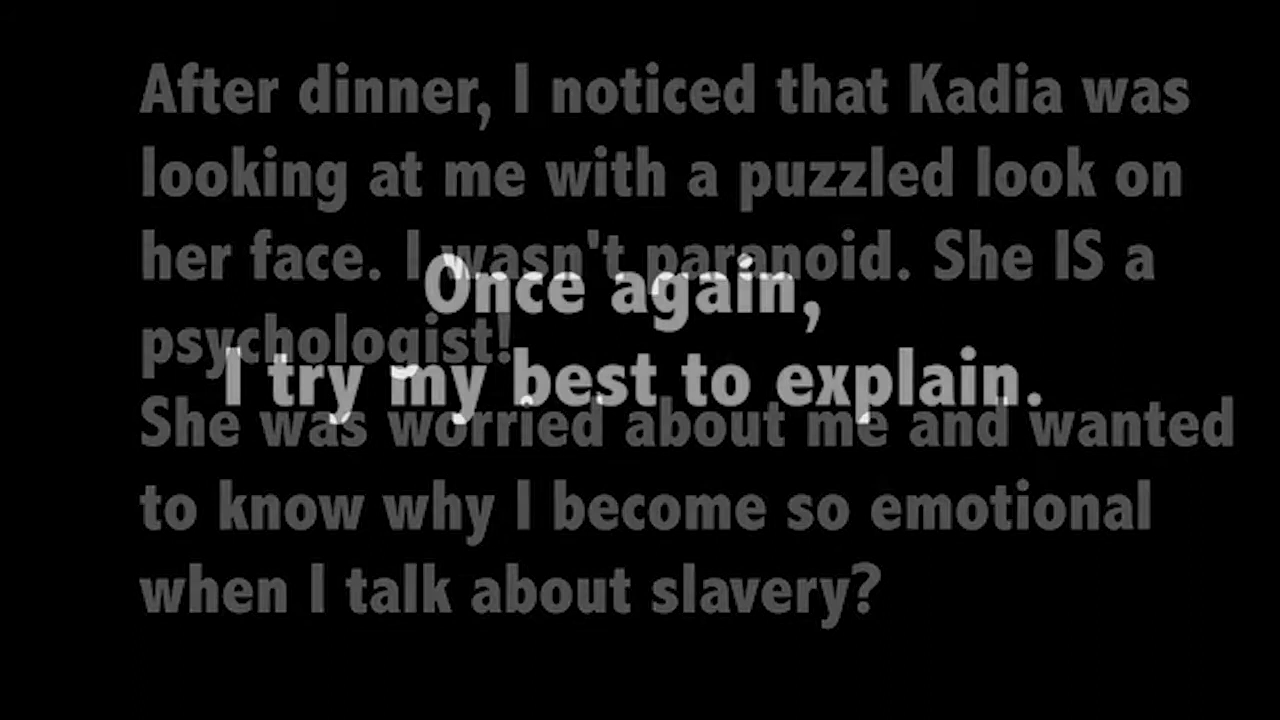 After dinner, I noticed that Kadia was
looking at me with a puzzled look on
her face. I wasn't paranoid. She IS a
psychologist!
She was worried about me and wanted
to know why I become so emotional
when I talk about slavery?
Once again,
I try my best to explain.